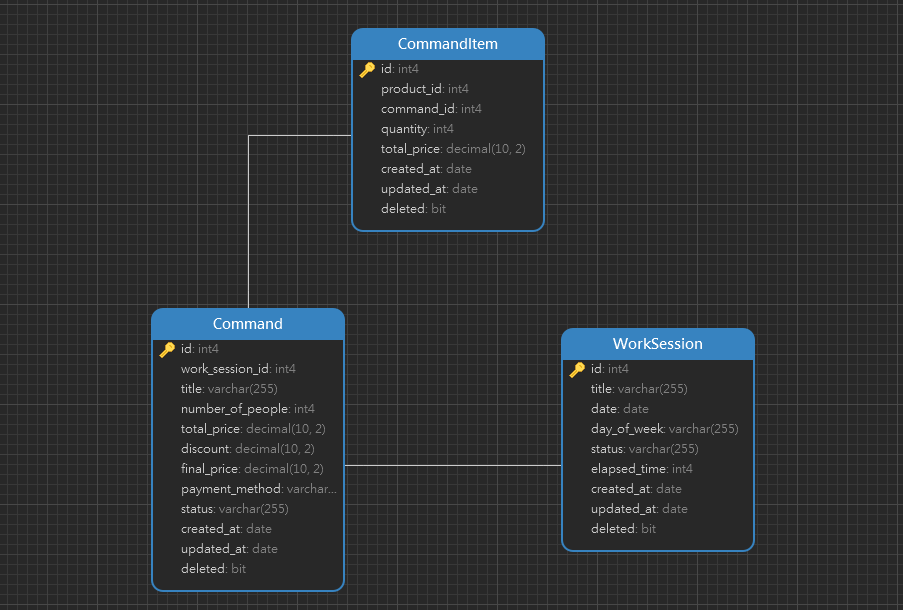 CommandItem
id: int4
product_id: int4
command_id: int4
quantity: int4
total_price: decimal(10, 2)
created_at: date
updated_at: date
deleted: bit
Command
id: int4
work_session_id: int4
title: varchar(255)
number_of_people: int4
total_price: decimal(10, 2)
discount: decimal(10, 2)
final_price: decimal(10, 2)
payment_method: varchar...
status: varchar(255)
created_at: date
updated_at: date
deleted: bit
WorkSession
id: int4
title: varchar(255)
date: date
day_of_week: varchar(255)
status: varchar(255)
elapsed_time: int4
created_at: date
updated_at: date
deleted: bit